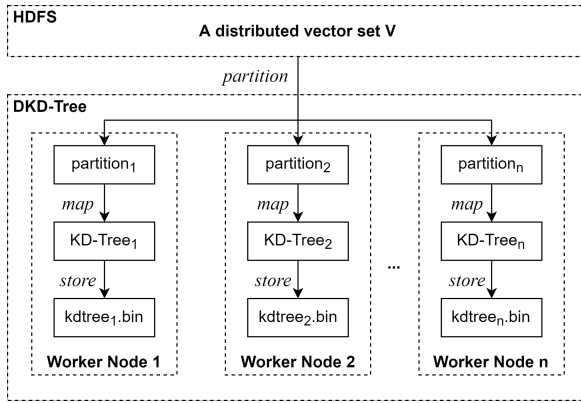 HDFS
A distributed vector set V
partition
DKD-Tree
partition₁ partition₂ partitionₙ
map map map
KD-Tree₁ KD-Tree₂ KD-Treeₙ
...
store store store
kdtree₁.bin kdtree₂.bin kdtreeₙ.bin
Worker Node 1 Worker Node 2 Worker Node n